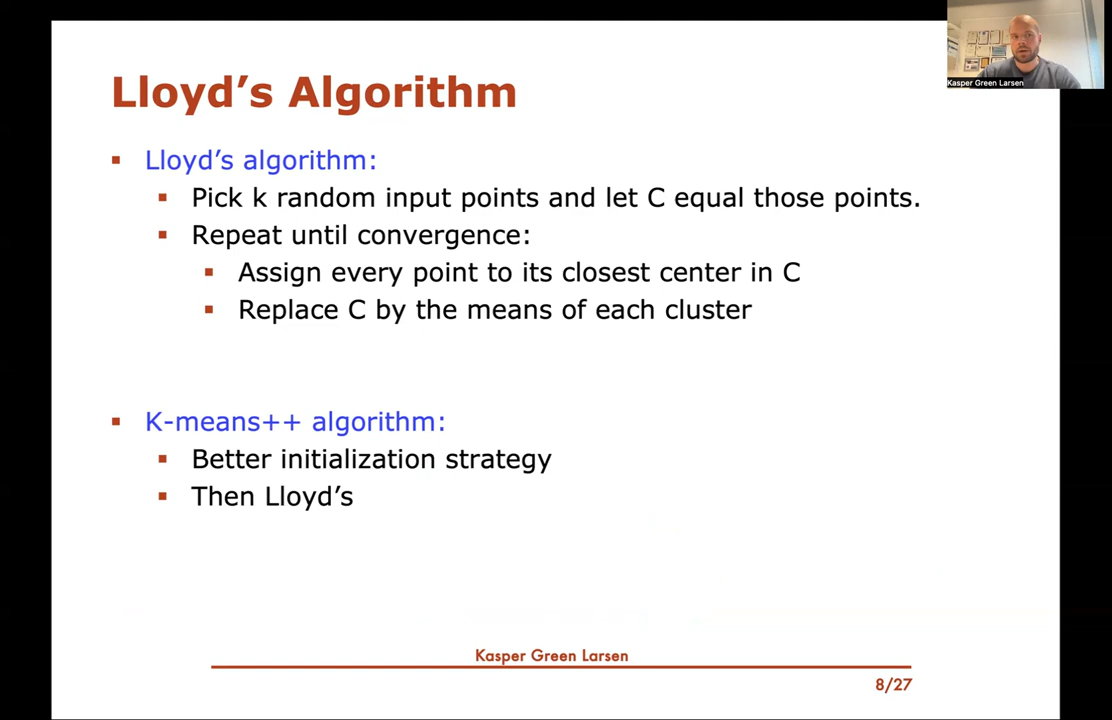 Lloyd's Algorithm
Kasper Green Larsen
Lloyd's algorithm:
Pick k random input points and let C equal those points.
Repeat until convergence:
Assign every point to its closest center in C
Replace C by the means of each cluster
K-means++ algorithm:
Better initialization strategy
Then Lloyd's
Kasper Green Larsen
8/27